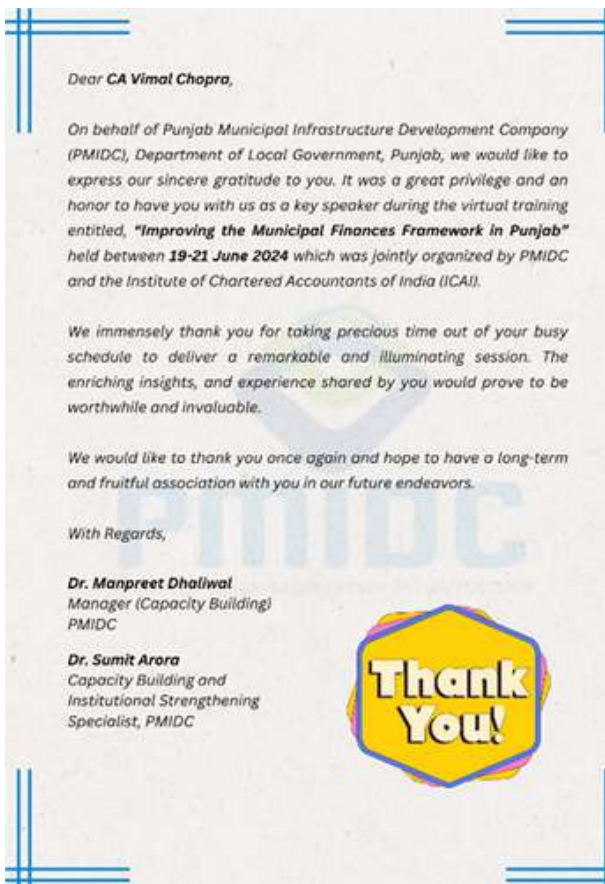 Dear CA Vimal Chopra,
On behalf of Punjab Municipal Infrastructure Development Company
(PMIDC), Department of Local Government, Punjab, we would like to
express our sincere gratitude to you. It was a great privilege and an
honor to have you with us as a key speaker during the virtual training
entitled, "Improving the Municipal Finances Framework in Punjab"
held between 19-21 June 2024 which was jointly organized by PMIDC
and the Institute of Chartered Accountants of India (ICAI).
We immensely thank you for taking precious time out of your busy
schedule to deliver a remarkable and illuminating session. The
enriching insights, and experience shared by you would prove to be
worthwhile and invaluable.
We would like to thank you once again and hope to have a long-term
and fruitful association with you in our future endeavors.
PMIDC
With Regards,
Dr. Manpreet Dhaliwal
Manager (Capacity Building)
PMIDC
Dr. Sumit Arora
Capacity Building and
Institutional Strengthening
Specialist, PMIDC
Thank
You!